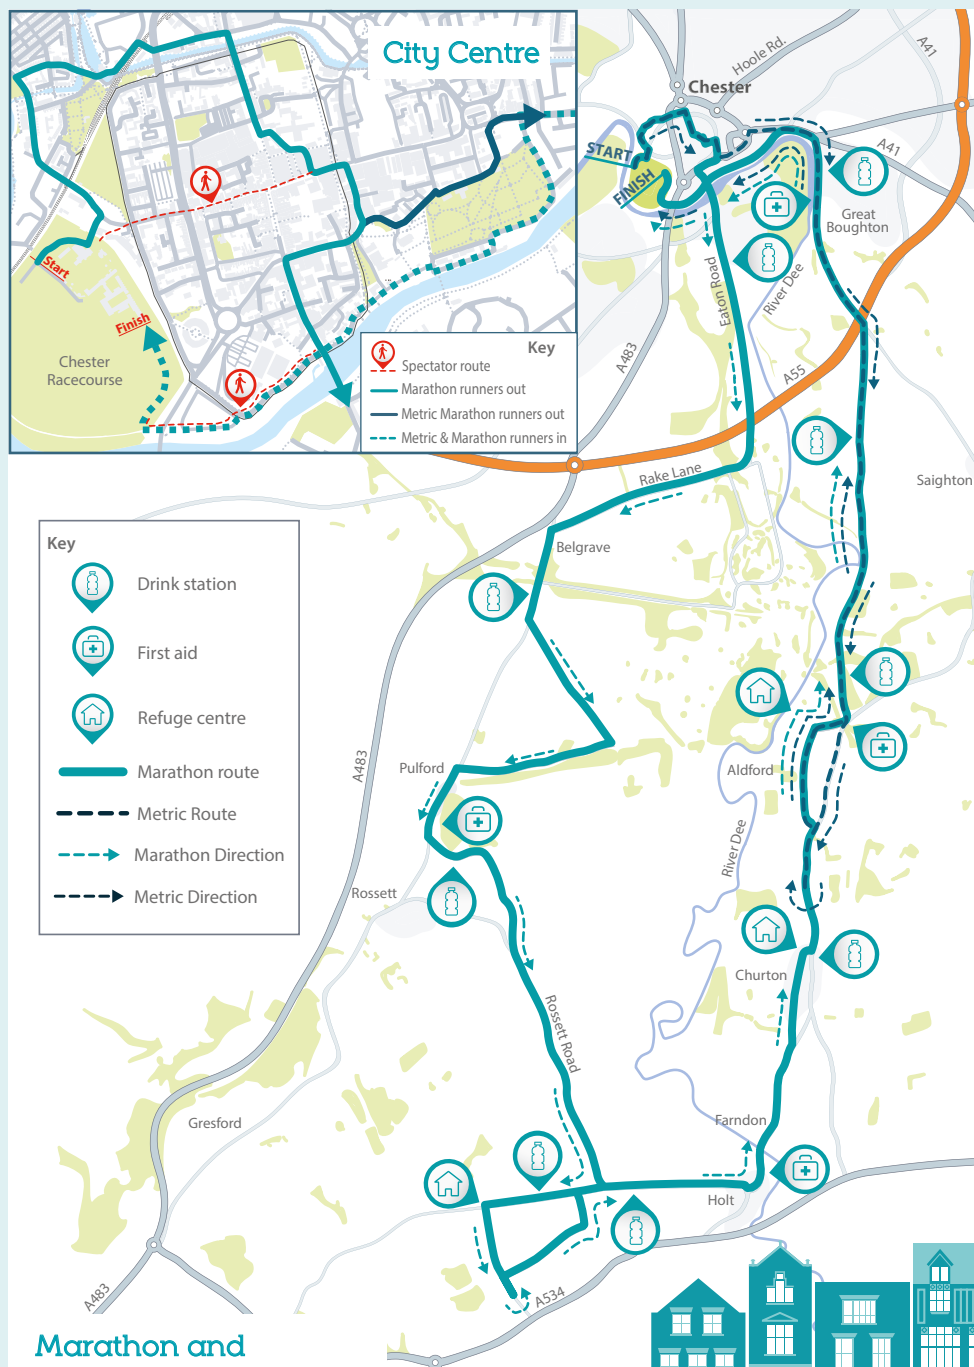 City Centre
Start
Finish
Chester
Racecourse
Key
Spectator route
Marathon runners out
Metric Marathon runners out
Metric & Marathon runners in
Hoole Rd.
A41
Chester
START
FINISH
A41
Great
Boughton
Eaton Road
River Dee
A483
A55
Rake Lane
Saighton
Belgrave
Key
Drink station
First aid
Refuge centre
Marathon route
Metric Route
Marathon Direction
Metric Direction
A483
Pulford
Aldford
River Dee
Rossett
Churton
Rossett Road
Gresford
Farndon
Holt
A483
A534
Marathon and